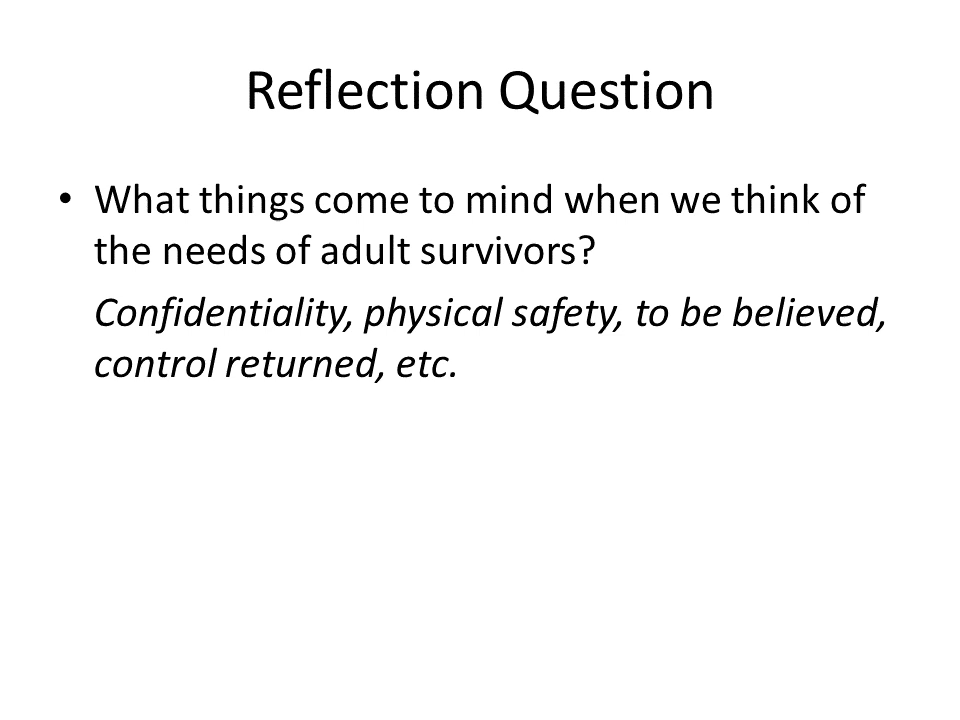 Reflection Question
• What things come to mind when we think of
the needs of adult survivors?
Confidentiality, physical safety, to be believed,
control returned, etc.